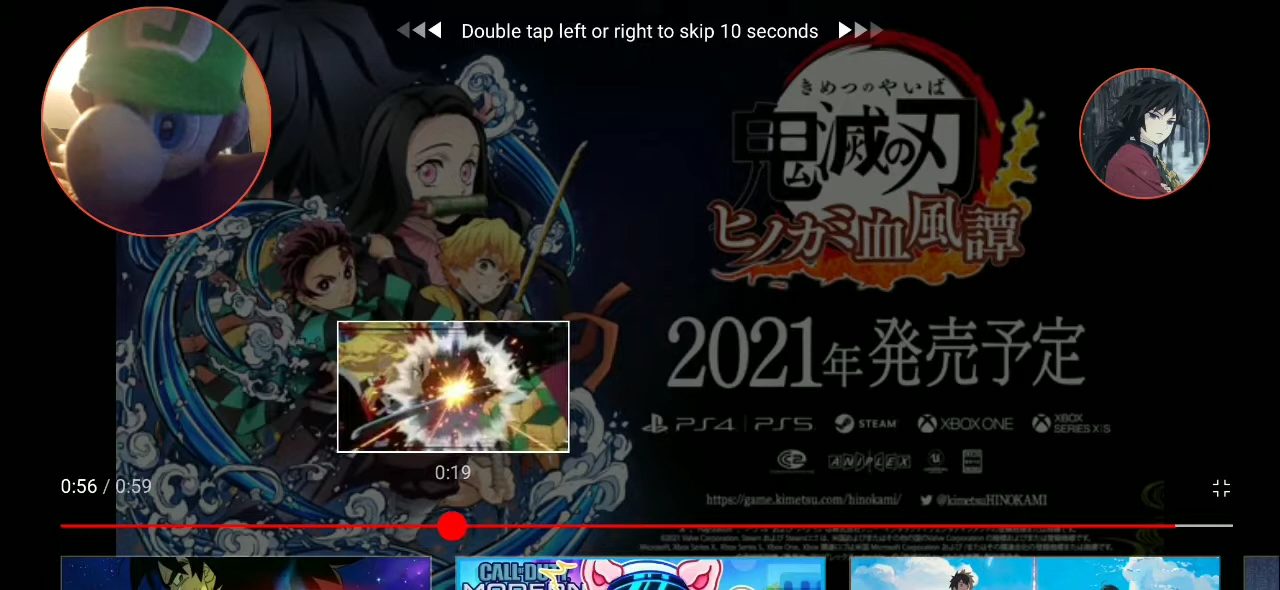 Double tap left or right to skip 10 seconds
きめつのやいば
鬼滅の刃
ヒノカミ血風譚
2021年発売予定
PS4 | PS5 STEAM XBOX ONE XBOX SERIES X|S
ANIPLEX
https://game.kimetsu.com/hinokami/ @kimetsuHINOKAMI
0:19
0:56 / 0:59
CALL OF DUTY
MODERN